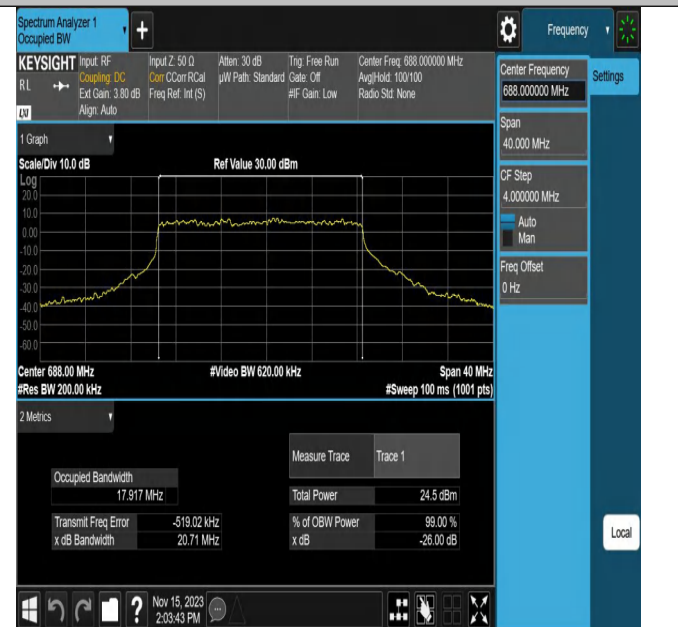 Spectrum Analyzer 1
Occupied BW
+
Frequency
KEYSIGHT
Input: RF
Input Z: 50 Ω
Atten: 30 dB
Trig: Free Run
Center Freq: 688.000000 MHz
RL
Coupling: DC
Corr CCorr RCal
µW Path: Standard
Gate: Off
Avg|Hold: 100/100
Ext Gain: 3.80 dB
Freq Ref: Int (S)
#IF Gain: Low
Radio Std: None
Align: Auto
LXI
Center Frequency
688.000000 MHz
Settings
Span
40.000 MHz
CF Step
4.000000 MHz
Auto
Man
Freq Offset
0 Hz
1 Graph
Scale/Div 10.0 dB
Ref Value 30.00 dBm
Log
20.0
10.0
0.00
-10.0
-20.0
-30.0
-40.0
-50.0
-60.0
Center 688.00 MHz
#Video BW 620.00 kHz
Span 40 MHz
#Res BW 200.00 kHz
#Sweep 100 ms (1001 pts)
2 Metrics
Measure Trace
Trace 1
Occupied Bandwidth
17.917 MHz
Total Power
24.5 dBm
Transmit Freq Error
-519.02 kHz
% of OBW Power
99.00 %
x dB Bandwidth
20.71 MHz
x dB
-26.00 dB
Local
?
Nov 15, 2023
2:03:43 PM